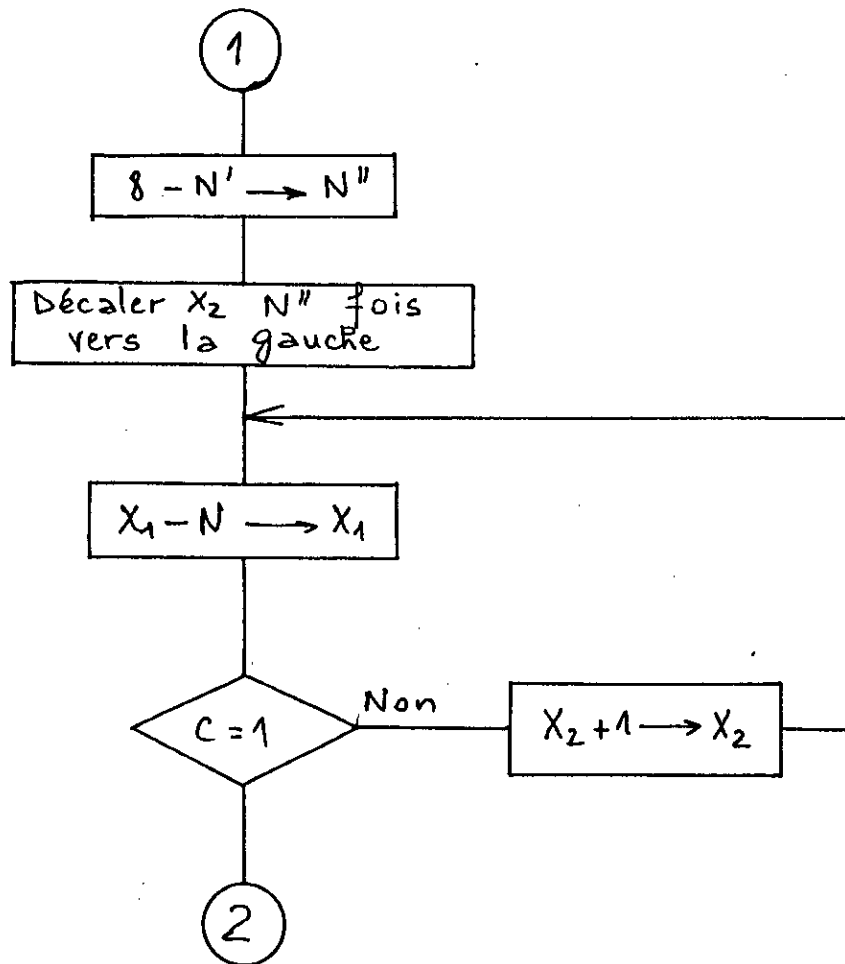 1
8 - N' → N"
Décaler X₂ N" fois
vers la gauche
X₁ - N → X₁
C = 1
Non
X₂ + 1 → X₂
2